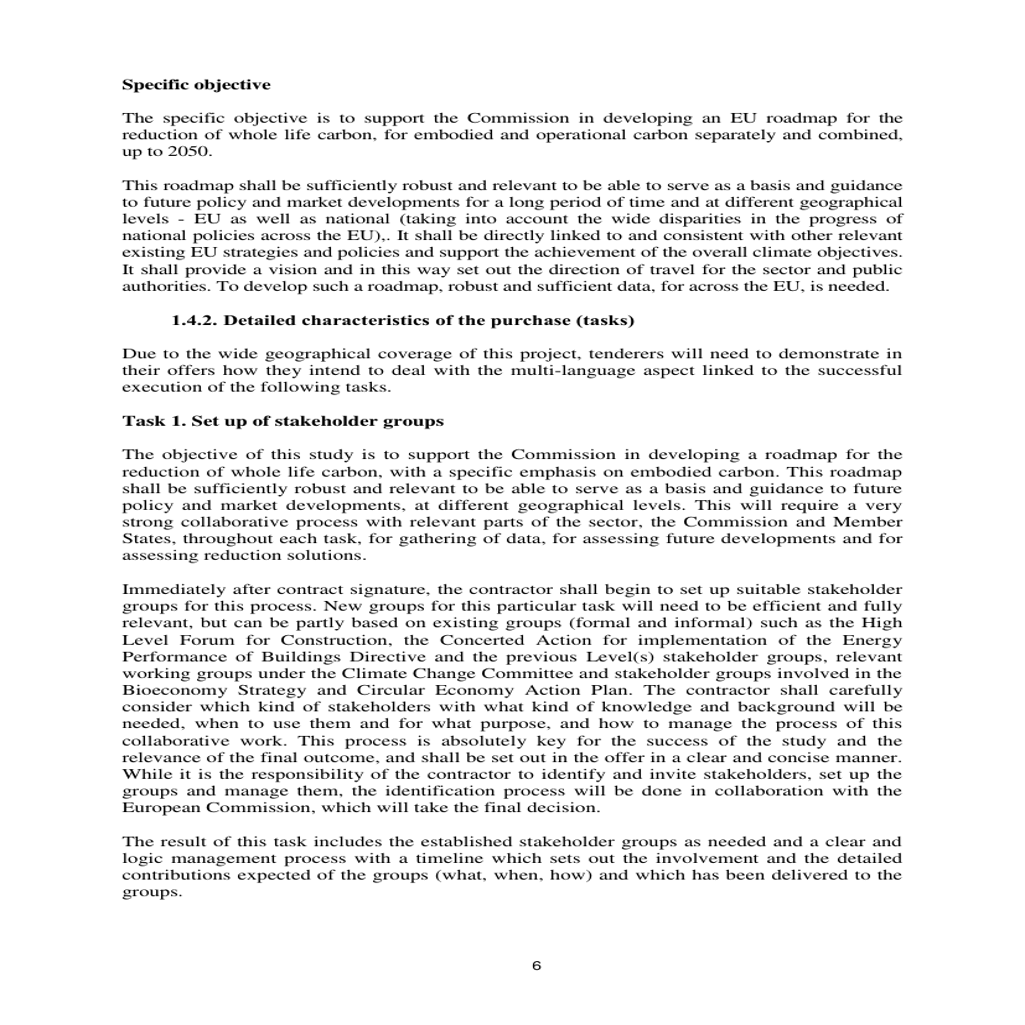 Specific objective
The specific objective is to support the Commission in developing an EU roadmap for the
reduction of whole life carbon, for embodied and operational carbon separately and combined,
up to 2050.
This roadmap shall be sufficiently robust and relevant to be able to serve as a basis and guidance
to future policy and market developments for a long period of time and at different geographical
levels - EU as well as national (taking into account the wide disparities in the progress of
national policies across the EU),. It shall be directly linked to and consistent with other relevant
existing EU strategies and policies and support the achievement of the overall climate objectives.
It shall provide a vision and in this way set out the direction of travel for the sector and public
authorities. To develop such a roadmap, robust and sufficient data, for across the EU, is needed.
1.4.2. Detailed characteristics of the purchase (tasks)
Due to the wide geographical coverage of this project, tenderers will need to demonstrate in
their offers how they intend to deal with the multi-language aspect linked to the successful
execution of the following tasks.
Task 1. Set up of stakeholder groups
The objective of this study is to support the Commission in developing a roadmap for the
reduction of whole life carbon, with a specific emphasis on embodied carbon. This roadmap
shall be sufficiently robust and relevant to be able to serve as a basis and guidance to future
policy and market developments, at different geographical levels. This will require a very
strong collaborative process with relevant parts of the sector, the Commission and Member
States, throughout each task, for gathering of data, for assessing future developments and for
assessing reduction solutions.
Immediately after contract signature, the contractor shall begin to set up suitable stakeholder
groups for this process. New groups for this particular task will need to be efficient and fully
relevant, but can be partly based on existing groups (formal and informal) such as the High
Level Forum for Construction, the Concerted Action for implementation of the Energy
Performance of Buildings Directive and the previous Level(s) stakeholder groups, relevant
working groups under the Climate Change Committee and stakeholder groups involved in the
Bioeconomy Strategy and Circular Economy Action Plan. The contractor shall carefully
consider which kind of stakeholders with what kind of knowledge and background will be
needed, when to use them and for what purpose, and how to manage the process of this
collaborative work. This process is absolutely key for the success of the study and the
relevance of the final outcome, and shall be set out in the offer in a clear and concise manner.
While it is the responsibility of the contractor to identify and invite stakeholders, set up the
groups and manage them, the identification process will be done in collaboration with the
European Commission, which will take the final decision.
The result of this task includes the established stakeholder groups as needed and a clear and
logic management process with a timeline which sets out the involvement and the detailed
contributions expected of the groups (what, when, how) and which has been delivered to the
groups.
6